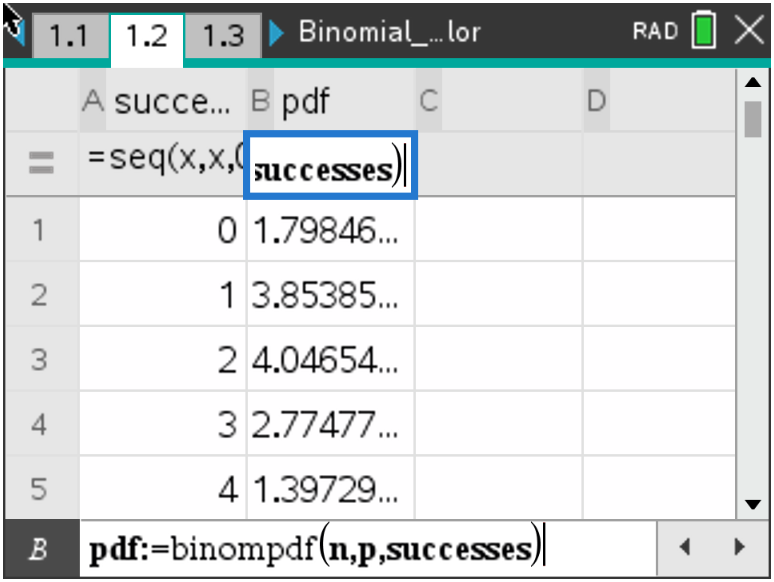 1.1 1.2 1.3 Binomial_...lor RAD
A succe... B pdf C D
=seq(x,x,0 successes)
1 0 1.79846...
2 1 3.85385...
3 2 4.04654...
4 3 2.77477...
5 4 1.39729...
B pdf:=binompdf(n,p,successes)